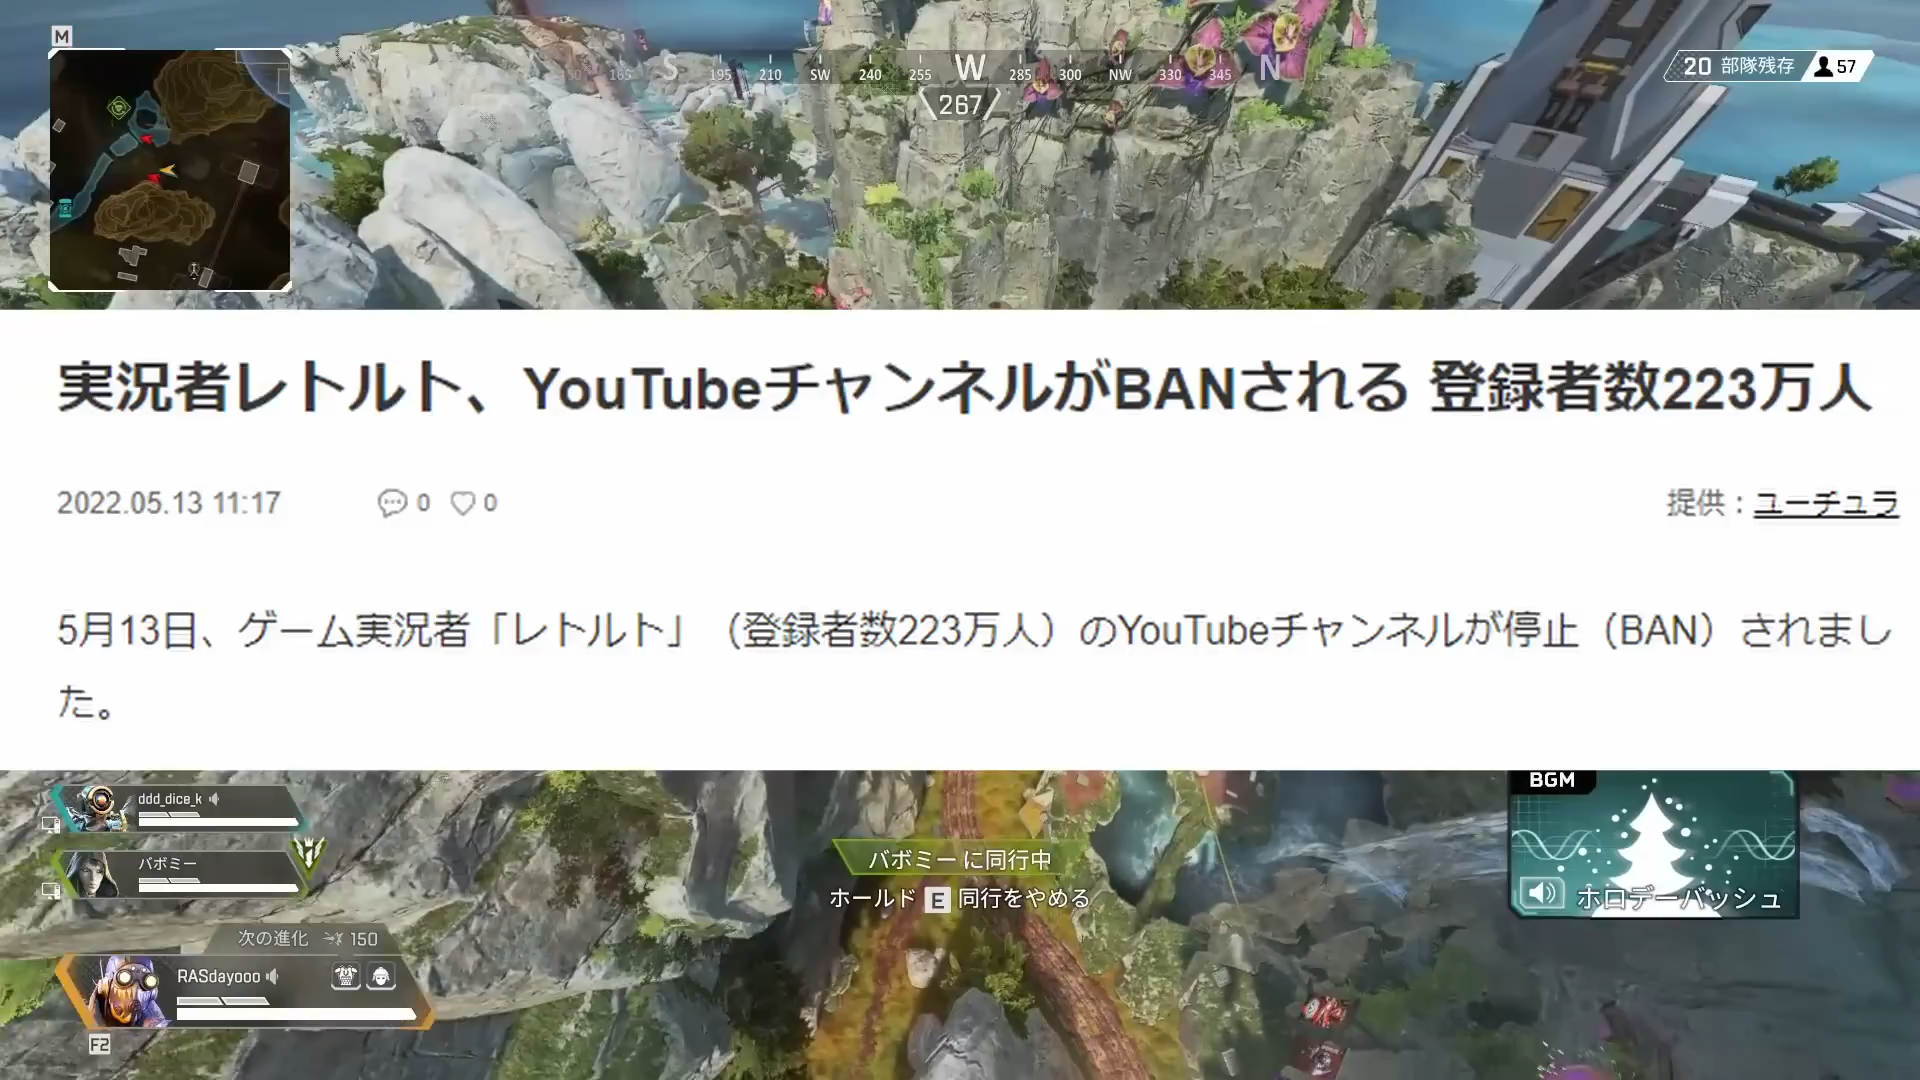 M
150 165 S 195 210 SW 240 255 W 285 300 NW 330 345 N
267
20 部隊残存 57
実況者レトルト、YouTubeチャンネルがBANされる 登録者数223万人
2022.05.13 11:17 0 0 提供：ユーチュラ
5月13日、ゲーム実況者「レトルト」（登録者数223万人）のYouTubeチャンネルが停止（BAN）されまし
た。
BGM
ホロデーバッシュ
ddd_dice_k
バボミー
バボミー に同行中
ホールド E 同行をやめる
次の進化 150
RASdayooo
F2